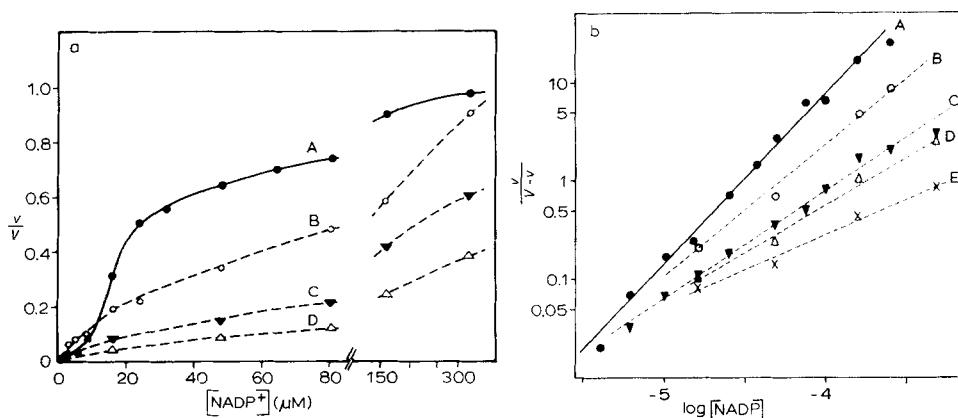 a
1.0
0.8
0.6
0.4
0.2
0
v/V
A
B
C
D
0 20 40 60 80 150 300
[NADP+] (μM)
b
10
5
1
0.5
0.1
0.05
v/V-v
A
B
C
D
E
-5 -4
log [NADP]